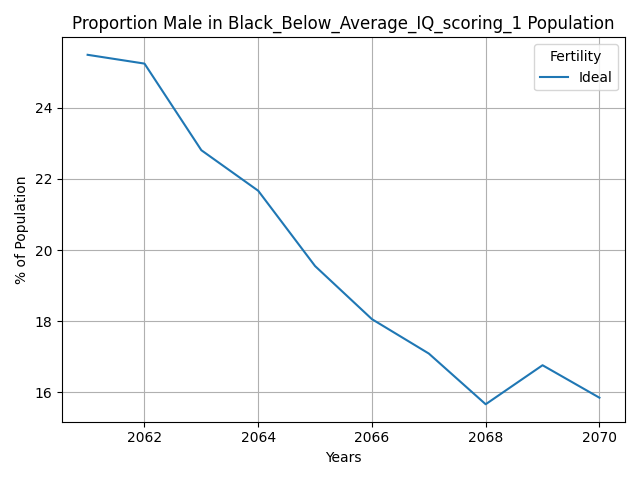 Proportion Male in Black_Below_Average_IQ_scoring_1 Population
Fertility
Ideal
% of Population
24
22
20
18
16
2062 2064 2066 2068 2070
Years